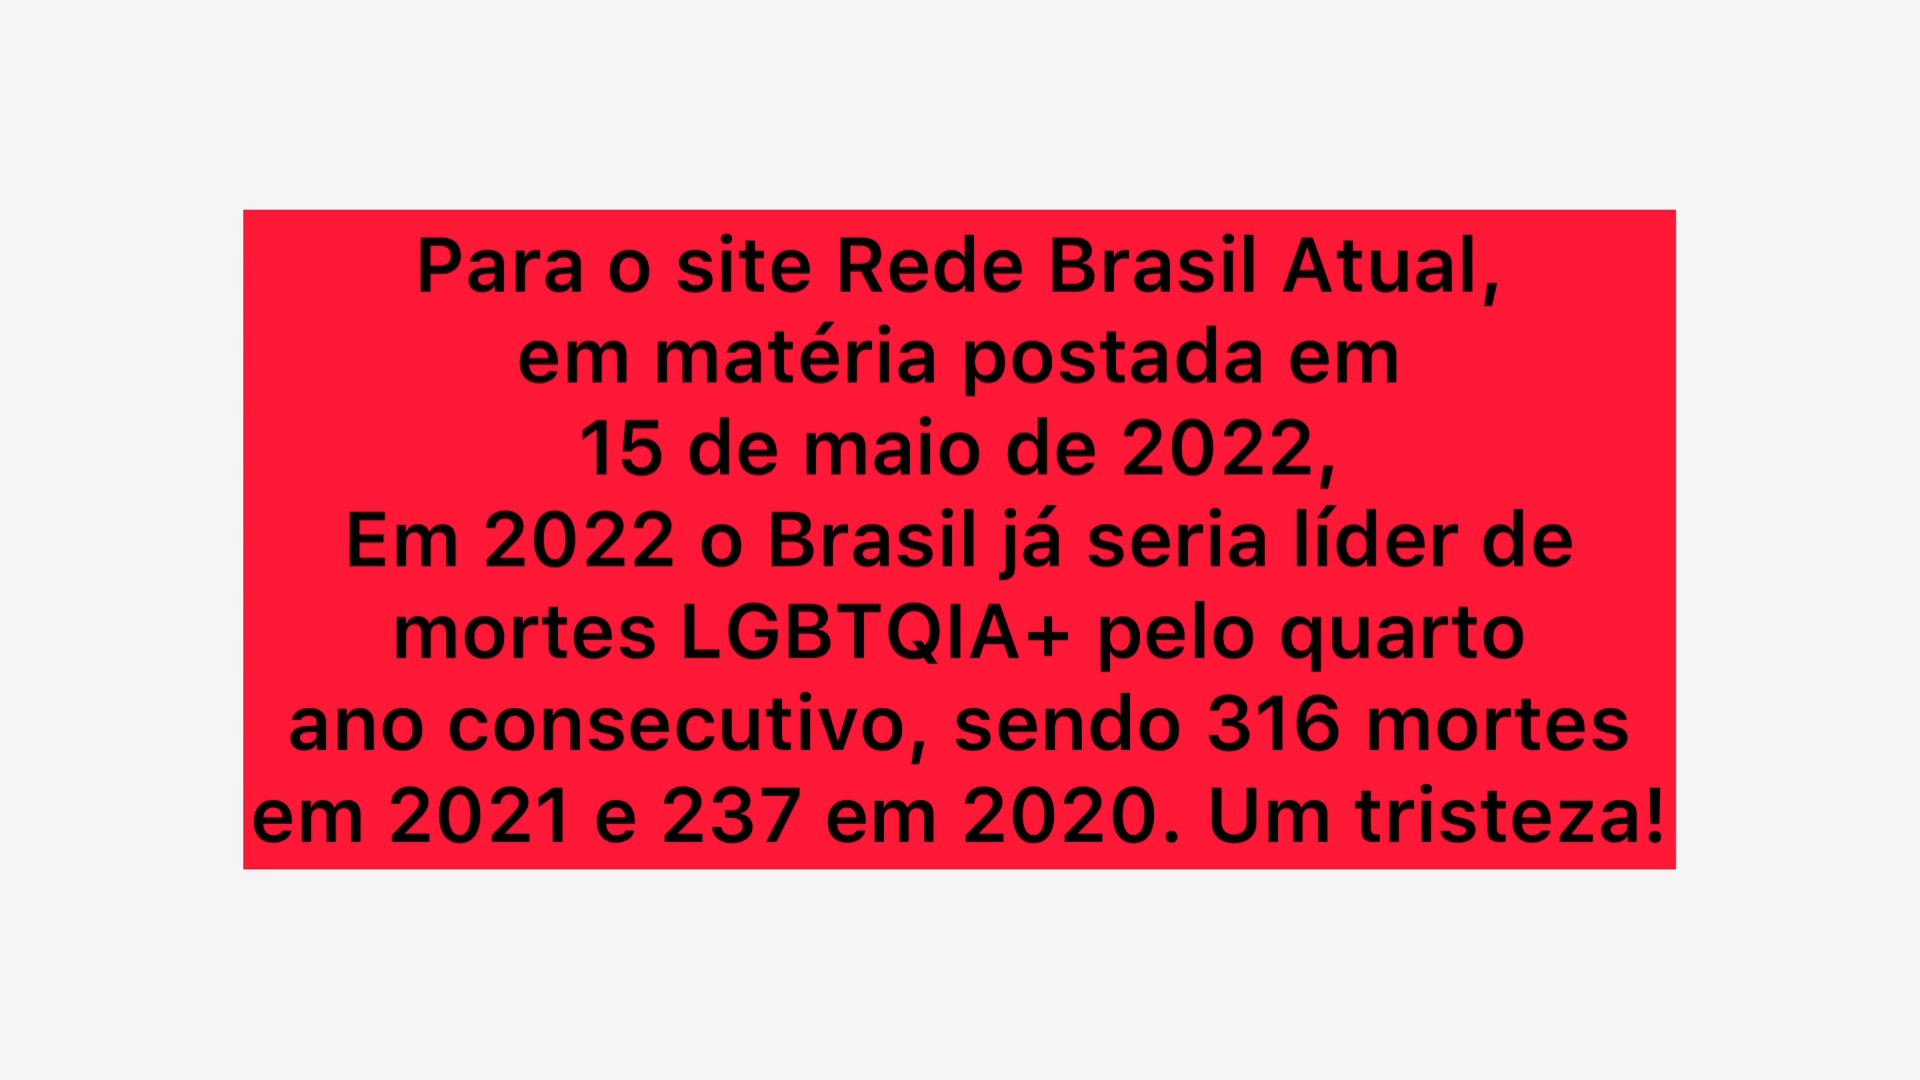 Para o site Rede Brasil Atual,
em matéria postada em
15 de maio de 2022,
Em 2022 o Brasil já seria líder de
mortes LGBTQIA+ pelo quarto
ano consecutivo, sendo 316 mortes
em 2021 e 237 em 2020. Um tristeza!